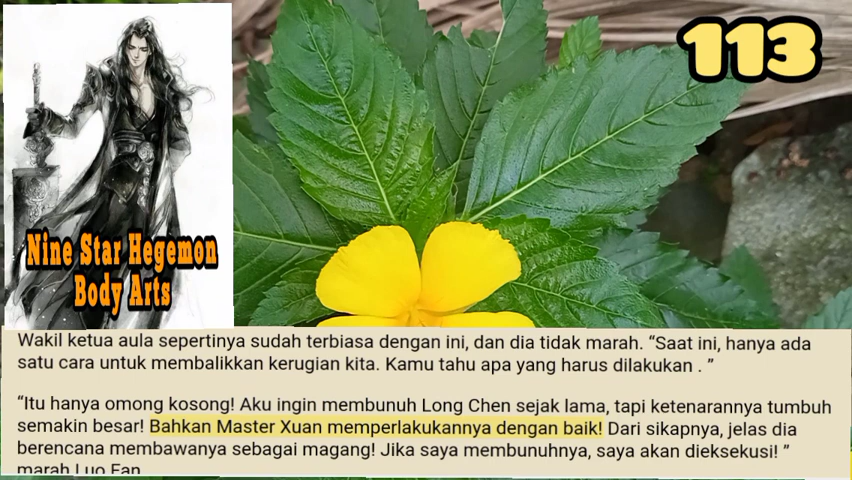 113
Nine Star Hegemon
Body Arts
Wakil ketua aula sepertinya sudah terbiasa dengan ini, dan dia tidak marah. “Saat ini, hanya ada
satu cara untuk membalikkan kerugian kita. Kamu tahu apa yang harus dilakukan . ”
“Itu hanya omong kosong! Aku ingin membunuh Long Chen sejak lama, tapi ketenarannya tumbuh
semakin besar! Bahkan Master Xuan memperlakukannya dengan baik! Dari sikapnya, jelas dia
berencana membawanya sebagai magang! Jika saya membunuhnya, saya akan dieksekusi! ”
marah Luo Fan